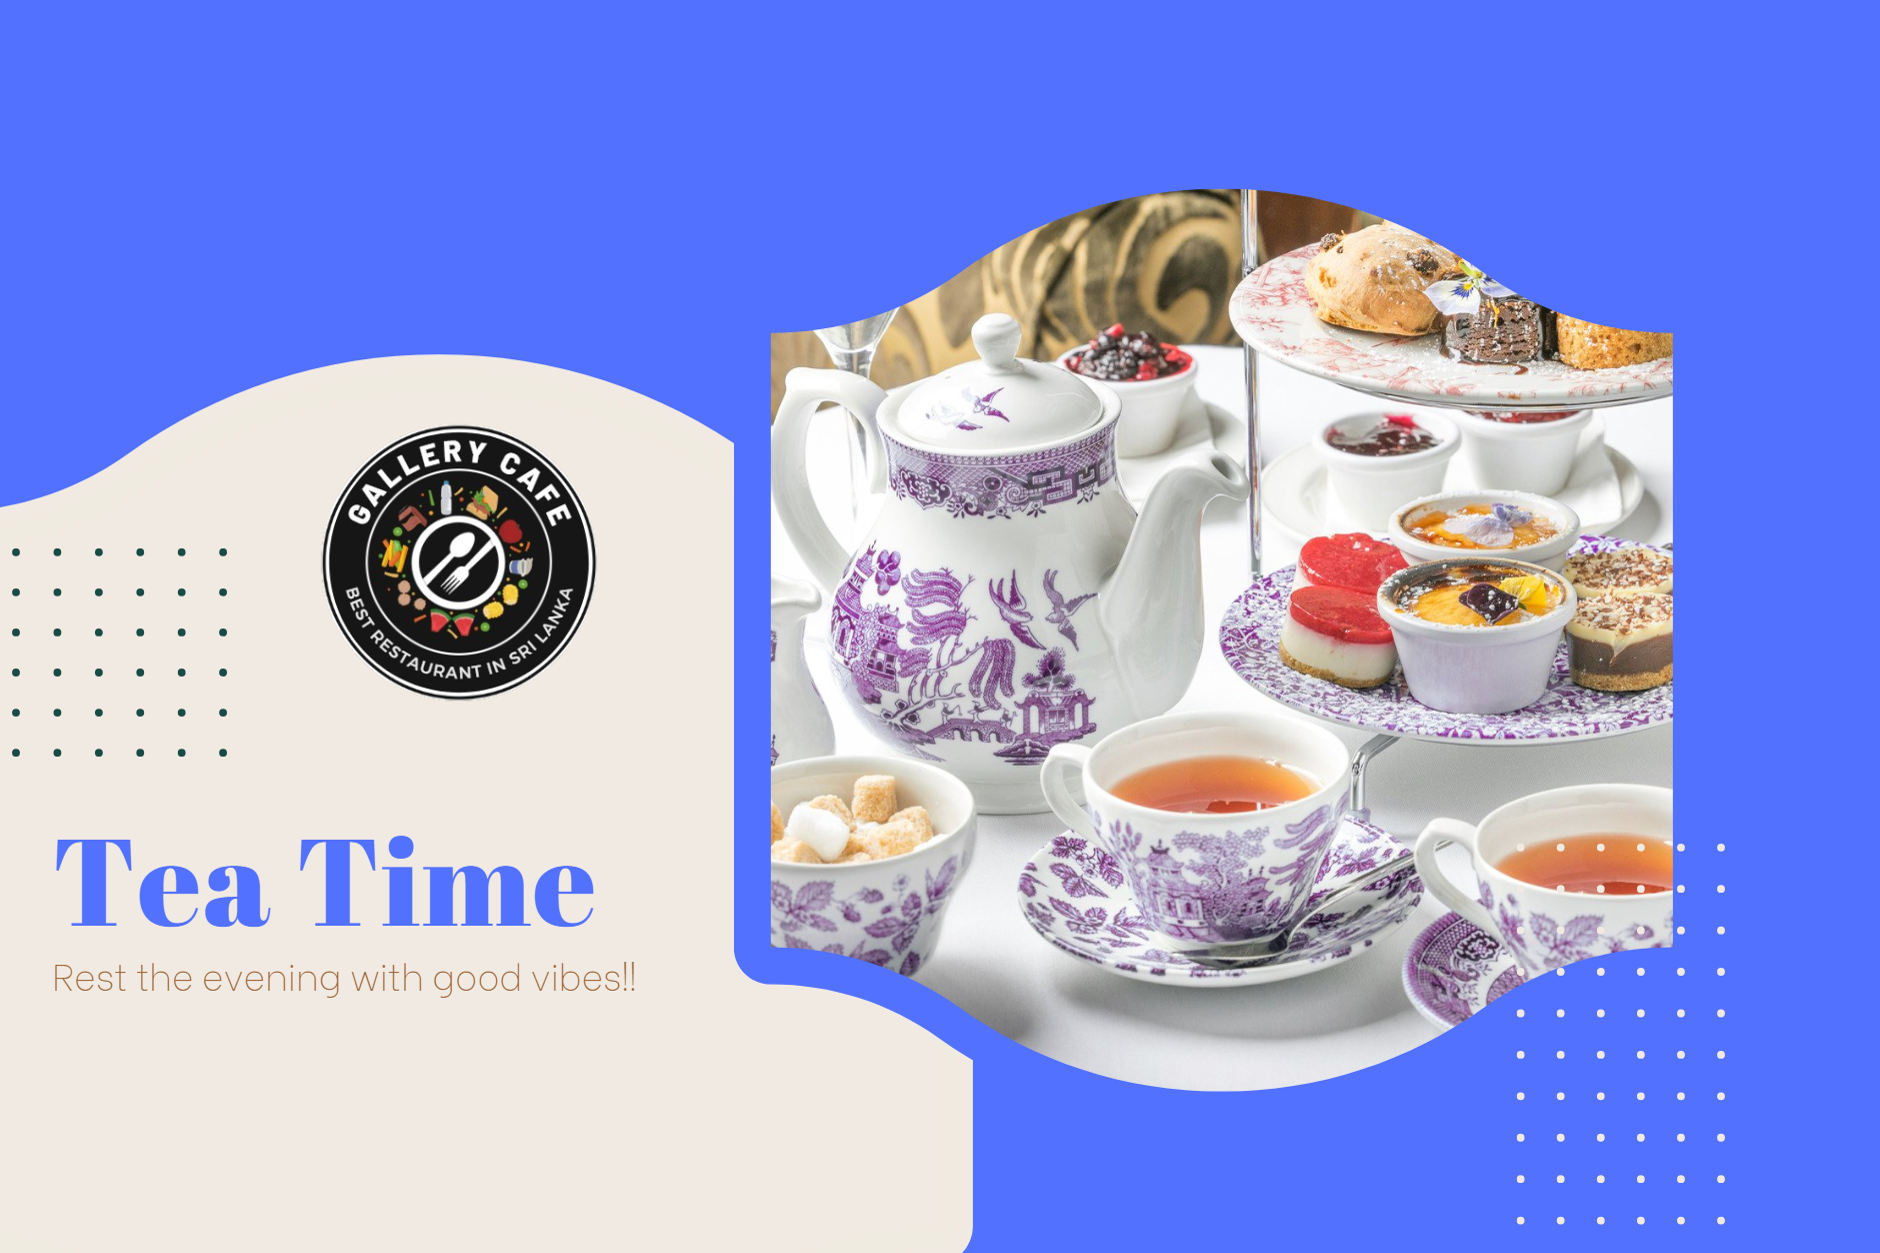 GALLERY CAFE
BEST RESTAURANT IN SRI LANKA
Tea Time
Rest the evening with good vibes!!